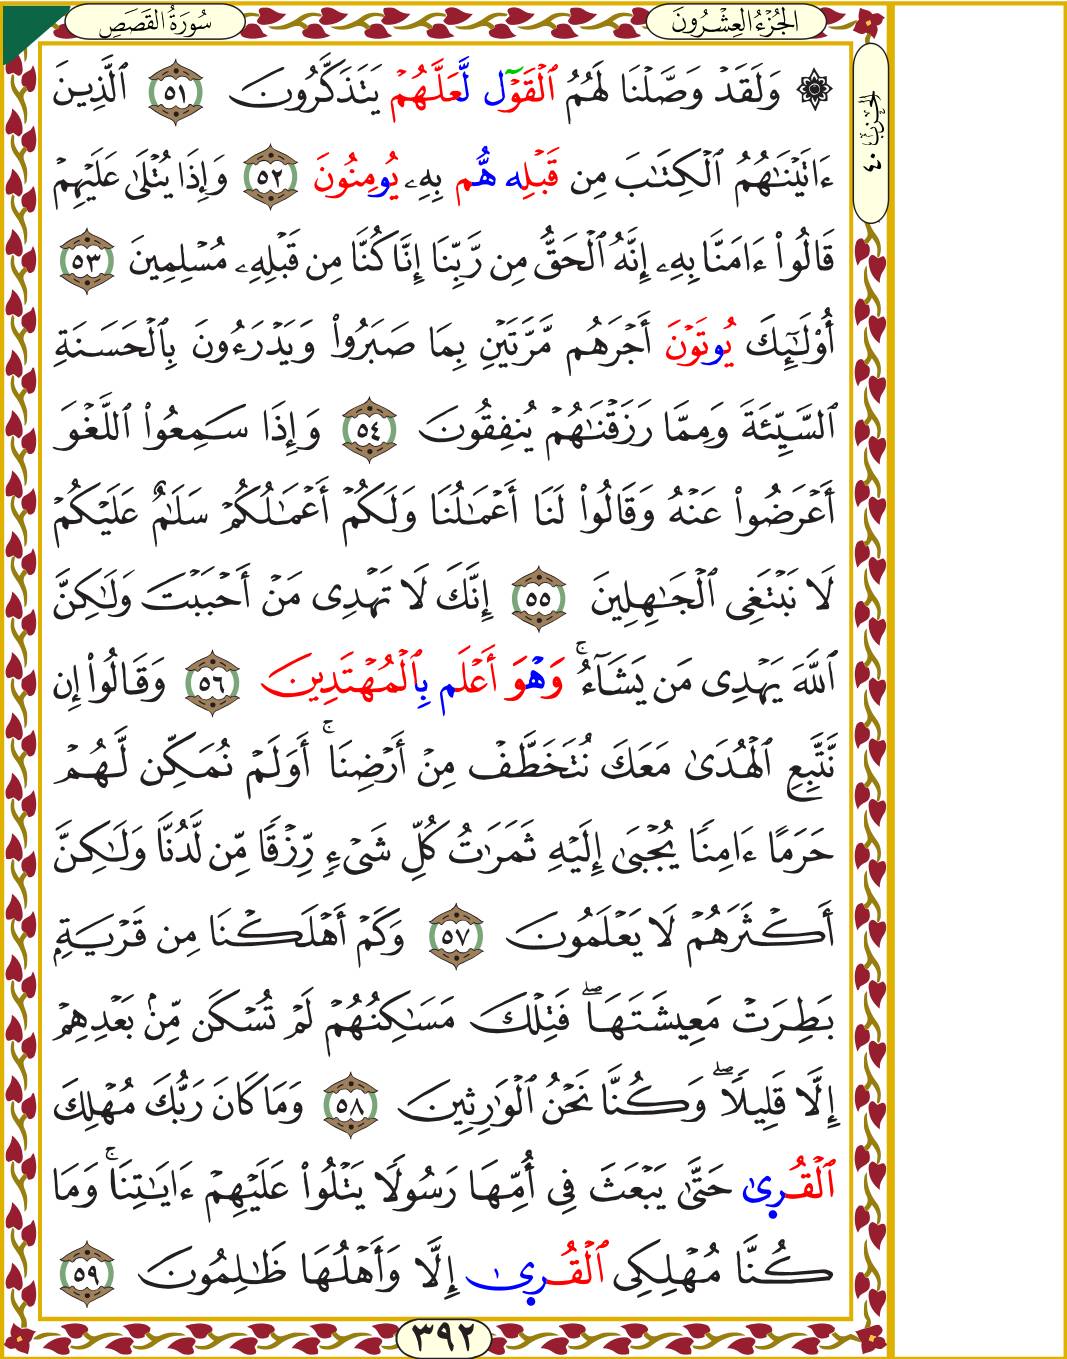 سُورَةُ القَصَصِ
الجُزْءُ العِشْرُونَ
الحِزْبُ ٤٠
۞ وَلَقَدۡ وَصَّلۡنَا لَهُمُ ٱلۡقَوۡل لَّعَلَّهُمۡ يَتَذَكَّرُونَ ٥١ ٱلَّذِينَ
ءَاتَيۡنَٰهُمُ ٱلۡكِتَٰبَ مِن قَبۡلِه هُّم بِهِۦ يُومِنُونَ ٥٢ وَإِذَا يُتۡلَىٰ عَلَيۡهِمۡ
قَالُوٓاْ ءَامَنَّا بِهِۦٓ إِنَّهُ ٱلۡحَقُّ مِن رَّبِّنَآ إِنَّا كُنَّا مِن قَبۡلِهِۦ مُسۡلِمِينَ ٥٣
أُوْلَٰٓئِكَ يُوتَوۡنَ أَجۡرَهُم مَّرَّتَيۡنِ بِمَا صَبَرُواْ وَيَدۡرَءُونَ بِٱلۡحَسَنَةِ
ٱلسَّيِّئَةَ وَمِمَّا رَزَقۡنَٰهُمۡ يُنفِقُونَ ٥٤ وَإِذَا سَمِعُواْ ٱللَّغۡوَ
أَعۡرَضُواْ عَنۡهُ وَقَالُواْ لَنَآ أَعۡمَٰلُنَا وَلَكُمۡ أَعۡمَٰلُكُمۡ سَلَٰمٌ عَلَيۡكُمۡ
لَا نَبۡتَغِي ٱلۡجَٰهِلِينَ ٥٥ إِنَّكَ لَا تَهۡدِي مَنۡ أَحۡبَبۡتَ وَلَٰكِنَّ
ٱللَّهَ يَهۡدِي مَن يَشَآءُۚ وَهۡوَ أَعۡلَم بِٱلۡمُهۡتَدِينَ ٥٦ وَقَالُوٓاْ إِن
نَّتَّبِعِ ٱلۡهُدَىٰ مَعَكَ نُتَخَطَّفۡ مِنۡ أَرۡضِنَآۚ أَوَلَمۡ نُمَكِّن لَّهُمۡ
حَرَمًا ءَامِنٗا يُجۡبَىٰٓ إِلَيۡهِ ثَمَرَٰتُ كُلِّ شَيۡءٖ رِّزۡقٗا مِّن لَّدُنَّا وَلَٰكِنَّ
أَكۡثَرَهُمۡ لَا يَعۡلَمُونَ ٥٧ وَكَمۡ أَهۡلَكۡنَا مِن قَرۡيَةِۭ
بَطِرَتۡ مَعِيشَتَهَاۖ فَتِلۡكَ مَسَٰكِنُهُمۡ لَمۡ تُسۡكَن مِّنۢ بَعۡدِهِمۡ
إِلَّا قَلِيلٗاۖ وَكُنَّا نَحۡنُ ٱلۡوَٰرِثِينَ ٥٨ وَمَا كَانَ رَبُّكَ مُهۡلِكَ
ٱلۡقُرِىٰ حَتَّىٰ يَبۡعَثَ فِيٓ أُمِّهَا رَسُولٗا يَتۡلُواْ عَلَيۡهِمۡ ءَايَٰتِنَاۚ وَمَا
كُنَّا مُهۡلِكِي ٱلۡقُرِىٰٓ إِلَّا وَأَهۡلُهَا ظَٰلِمُونَ ٥٩
٣٩٢